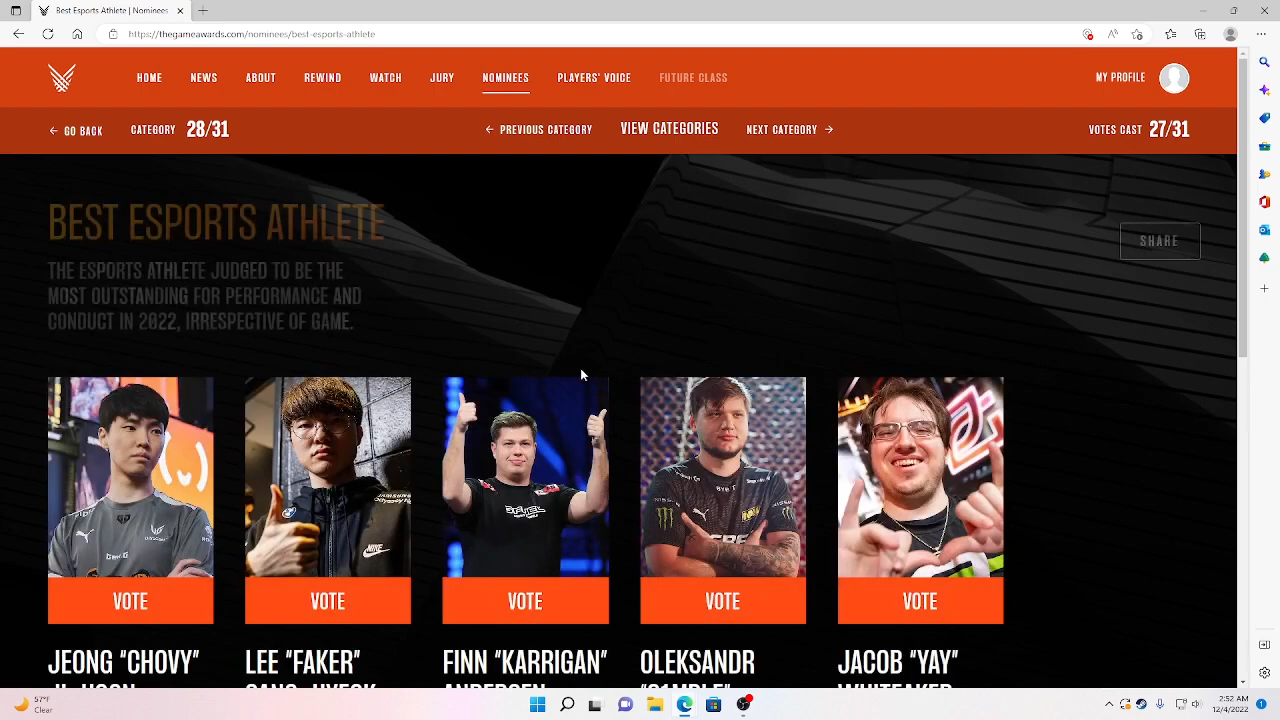 Best Esports Athlete | Nominees
https://thegameawards.com/nominees/best-esports-athlete
HOME NEWS ABOUT REWIND WATCH JURY NOMINEES PLAYERS' VOICE FUTURE CLASS MY PROFILE
GO BACK CATEGORY 28/31 PREVIOUS CATEGORY VIEW CATEGORIES NEXT CATEGORY VOTES CAST 27/31
BEST ESPORTS ATHLETE
SHARE
THE ESPORTS ATHLETE JUDGED TO BE THE
MOST OUTSTANDING FOR PERFORMANCE AND
CONDUCT IN 2022, IRRESPECTIVE OF GAME.
NIKE
VOTE VOTE VOTE VOTE VOTE
JEONG "CHOVY" LEE "FAKER" FINN "KARRIGAN" OLEKSANDR JACOB "YAY"
53°F
Clear
2:52 AM
12/4/2022